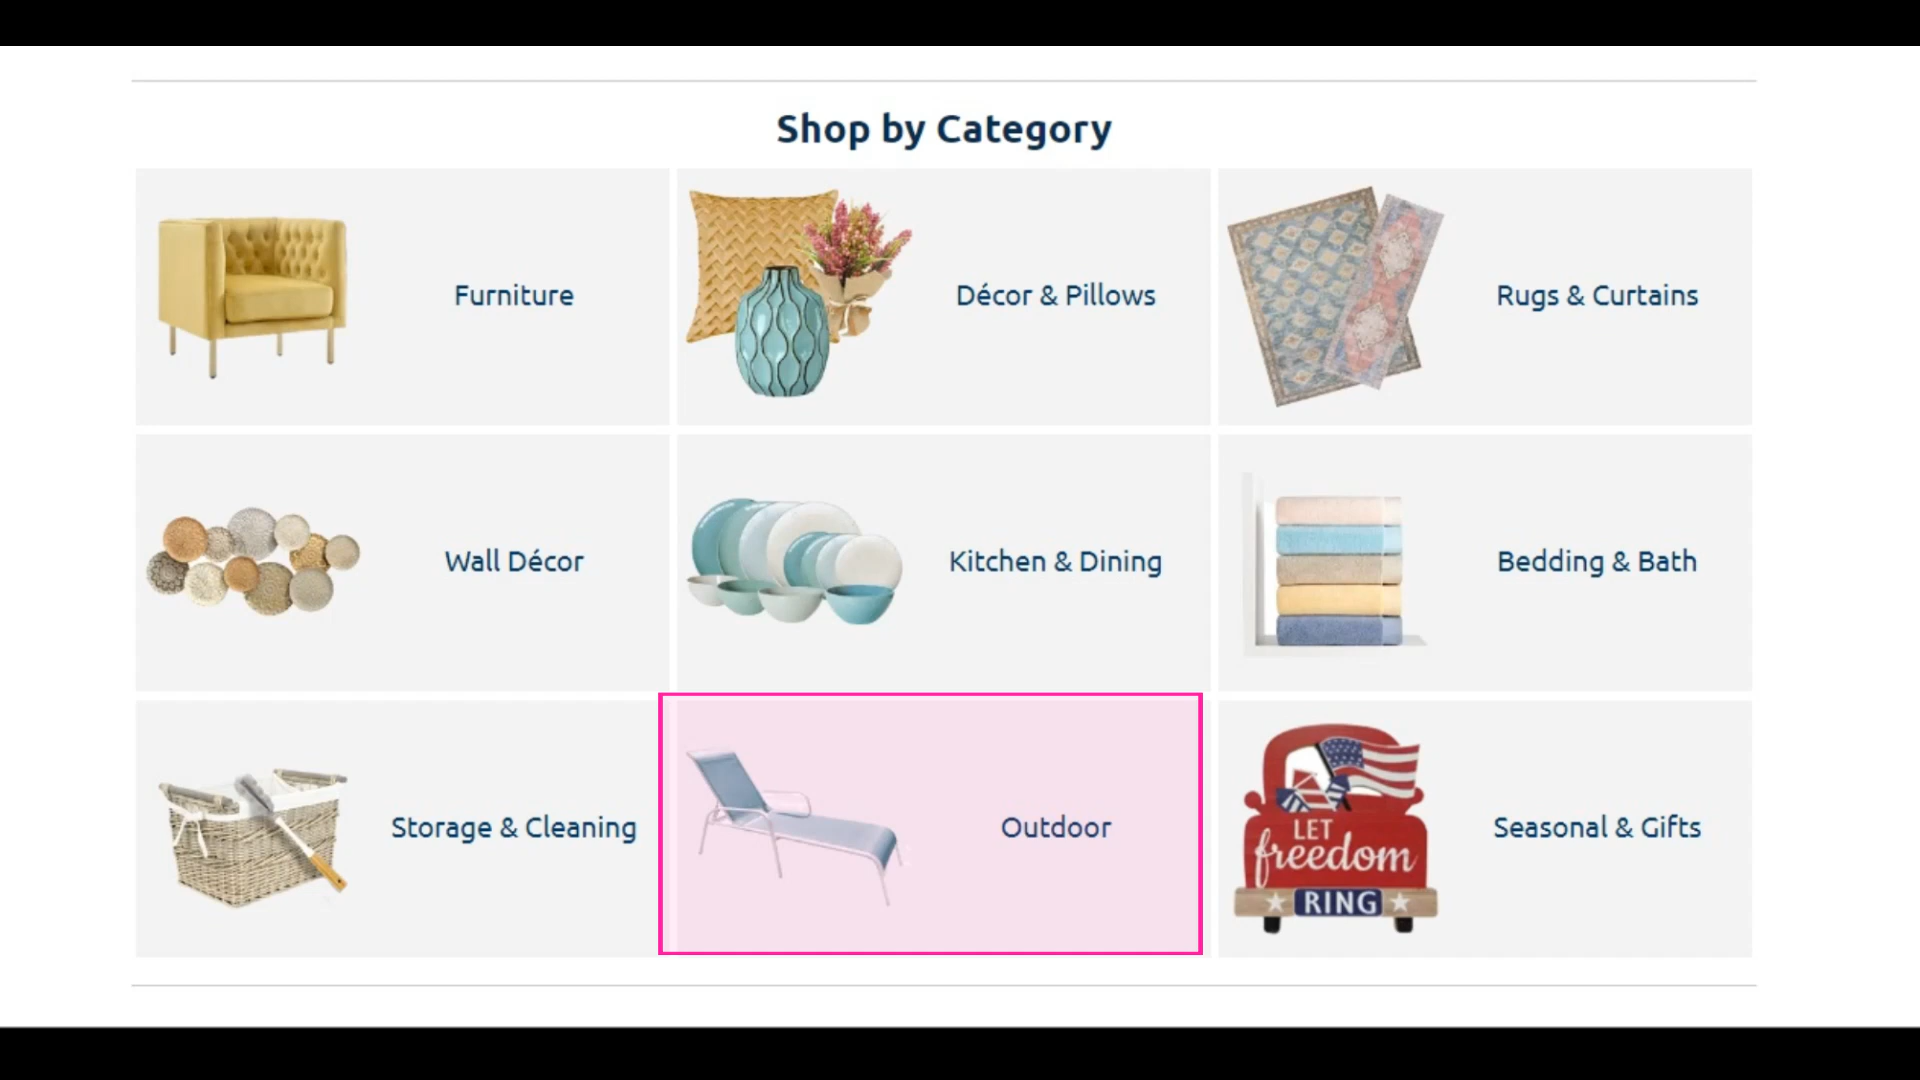 Shop by Category
Furniture
Décor & Pillows
Rugs & Curtains
Wall Décor
Kitchen & Dining
Bedding & Bath
Storage & Cleaning
Outdoor
LET
freedom
RING
Seasonal & Gifts